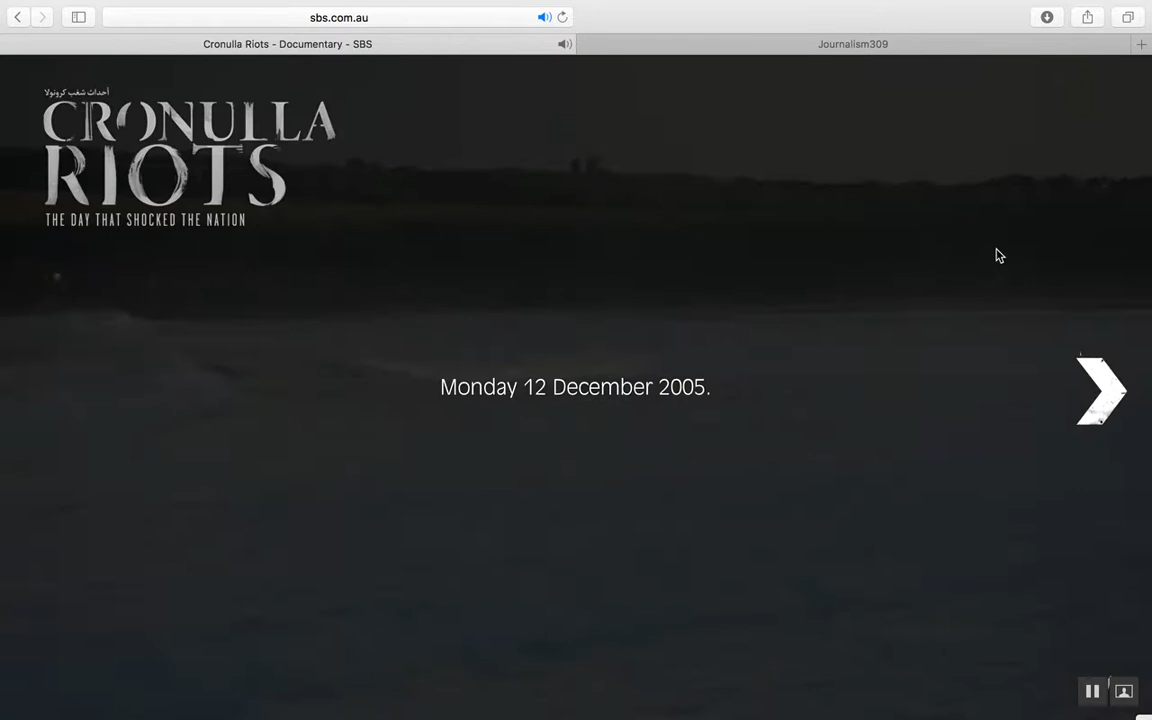 sbs.com.au
Cronulla Riots - Documentary - SBS
Journalism309
أحداث شغب كرونولا
CRONULLA
RIOTS
THE DAY THAT SHOCKED THE NATION
Monday 12 December 2005.